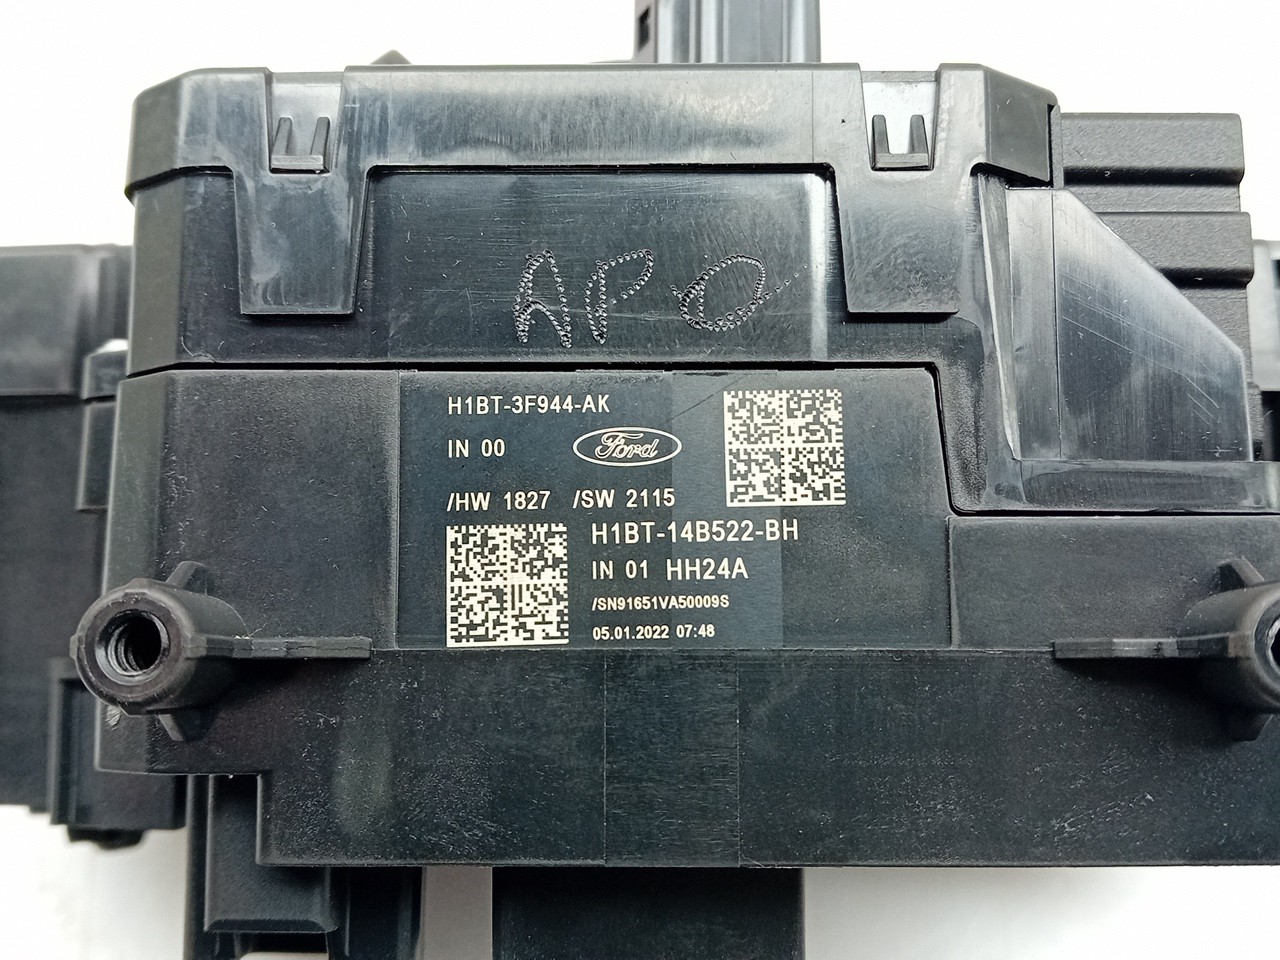 APO
H1BT-3F944-AK
IN 00
Ford
/HW 1827 /SW 2115
H1BT-14B522-BH
IN 01 HH24A
/SN91651VA50009S
05.01.2022 07:48